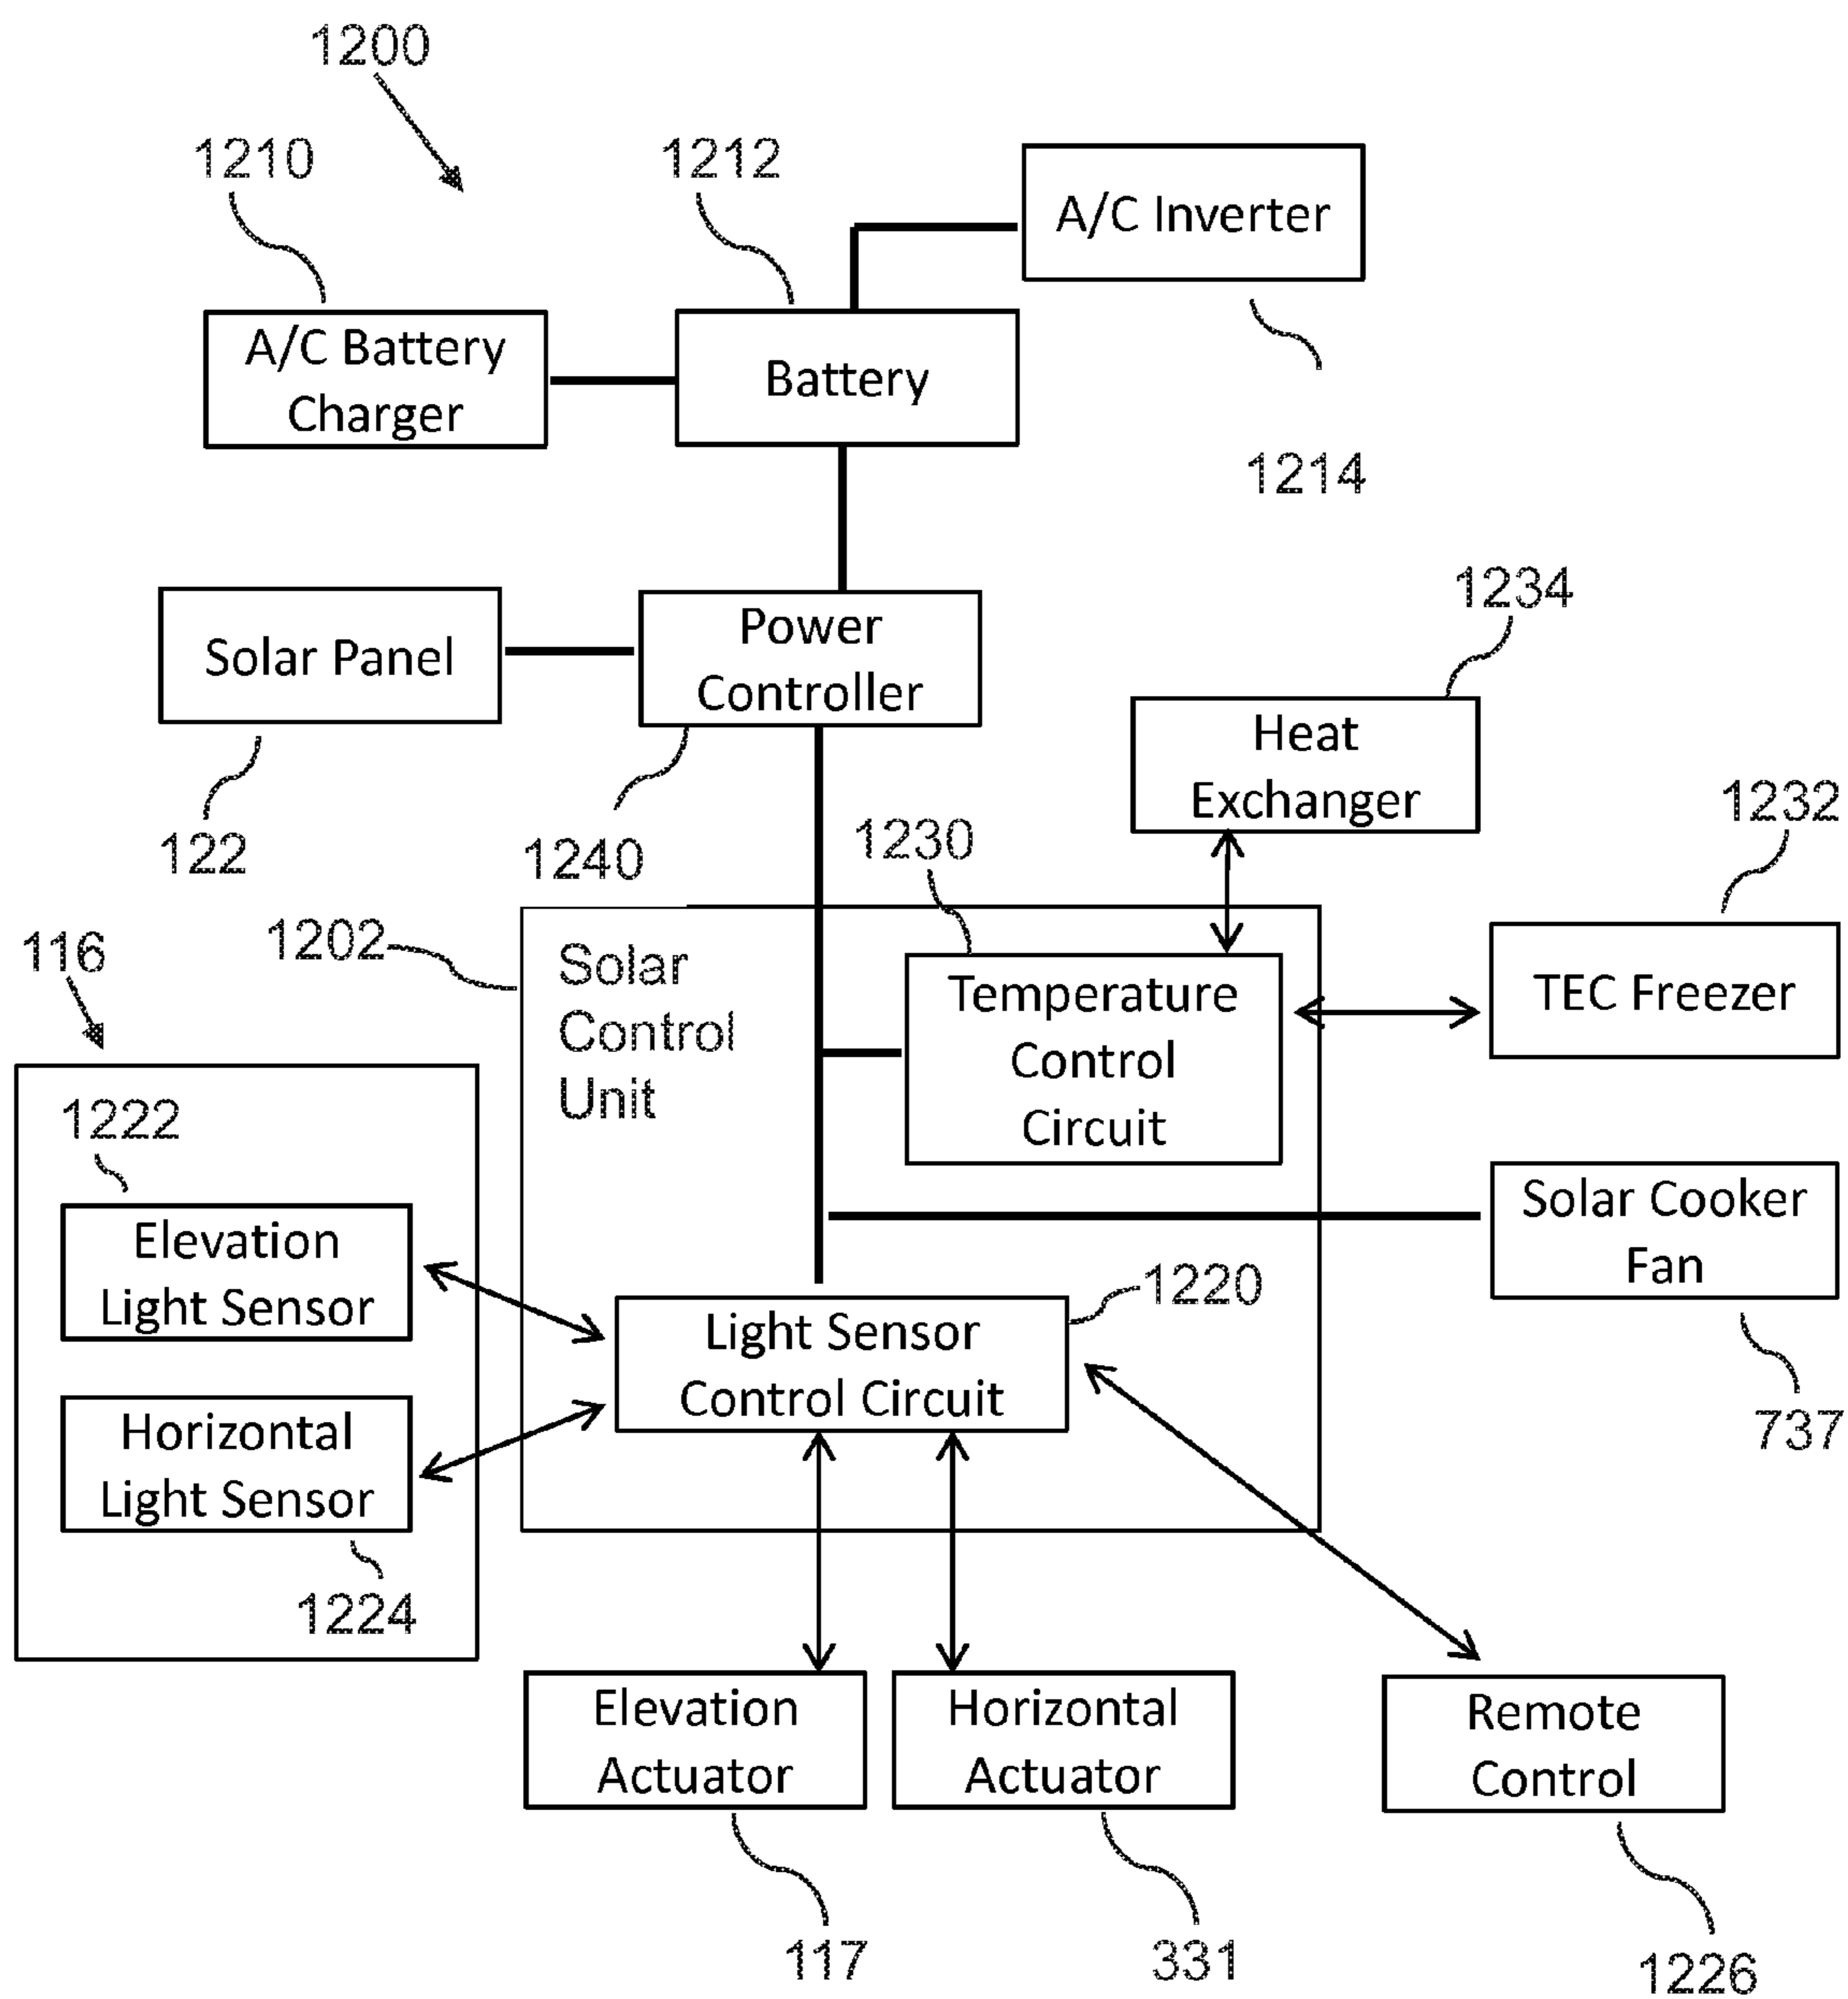 1200
1210
1212
A/C Inverter
A/C Battery
Charger
Battery
1214
Solar Panel
Power
Controller
1234
122
1240
Heat
Exchanger
1230
1232
1202
116
Solar
Control
Unit
Temperature
Control
Circuit
TEC Freezer
1222
Elevation
Light Sensor
Solar Cooker
Fan
1220
Light Sensor
Control Circuit
737
Horizontal
Light Sensor
1224
Elevation
Actuator
Horizontal
Actuator
Remote
Control
117
331
1226